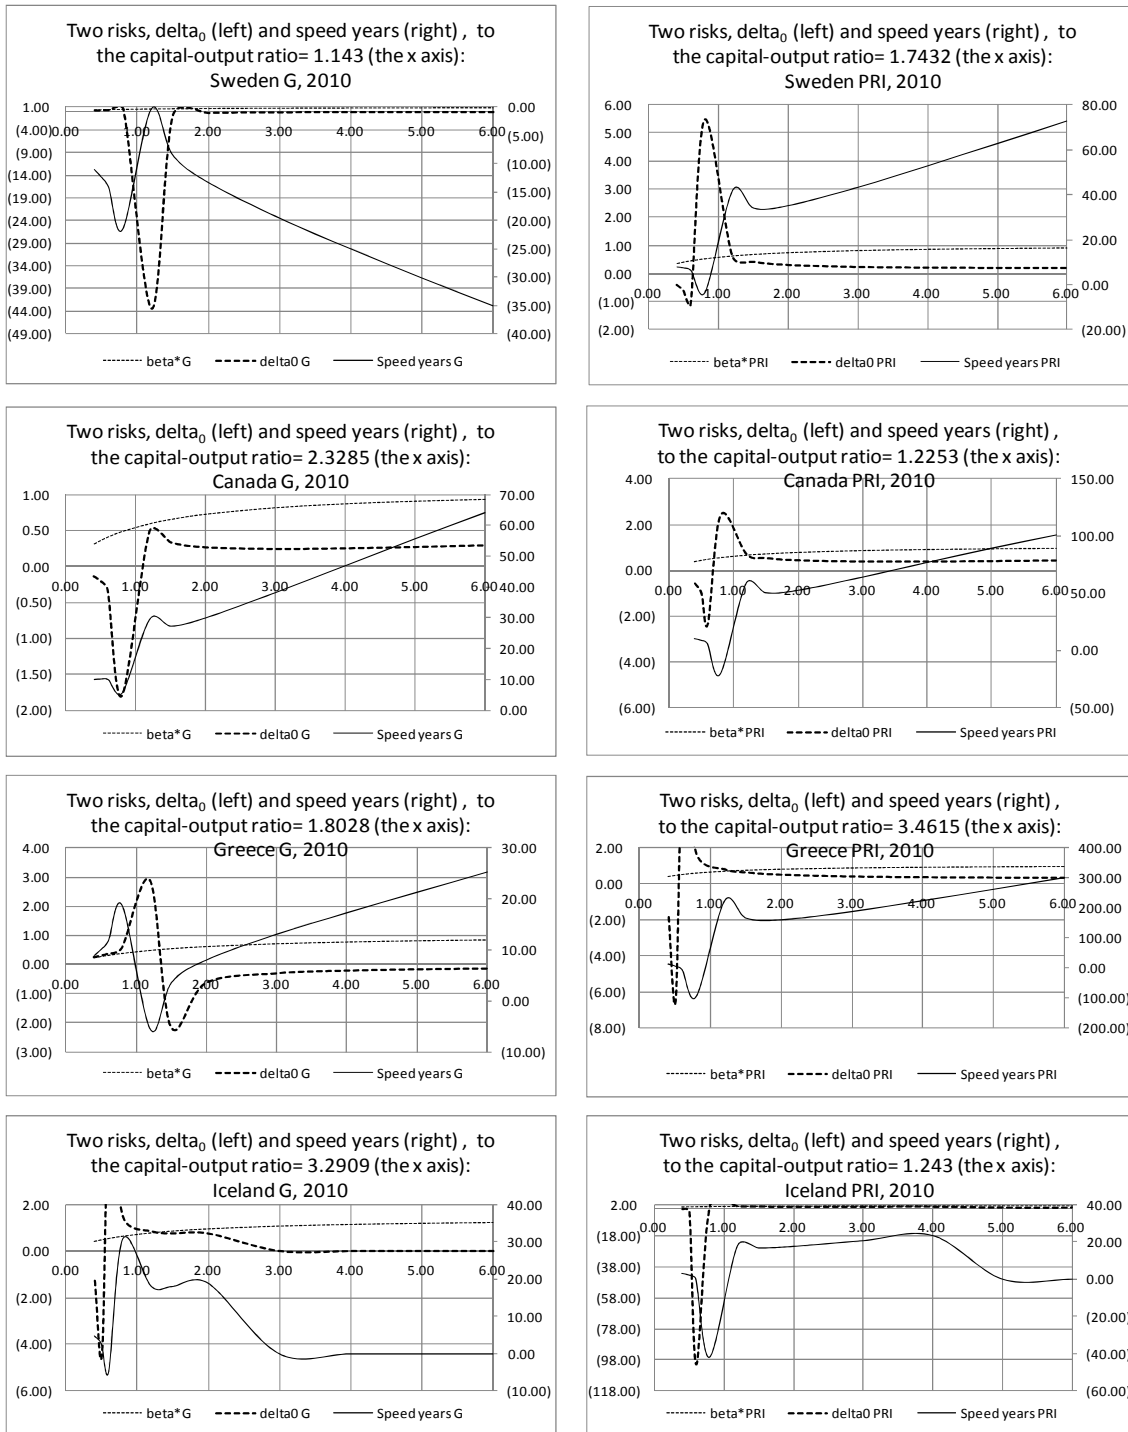 Two risks, delta0 (left) and speed years (right) , to
the capital-output ratio= 1.143 (the x axis):
Sweden G, 2010
1.00
(4.00)
(9.00)
(14.00)
(19.00)
(24.00)
(29.00)
(34.00)
(39.00)
(44.00)
(49.00)
0.00 1.00 2.00 3.00 4.00 5.00 6.00
0.00
(5.00)
(10.00)
(15.00)
(20.00)
(25.00)
(30.00)
(35.00)
(40.00)
beta*G delta0 G Speed years G
Two risks, delta0 (left) and speed years (right) , to
the capital-output ratio= 1.7432 (the x axis):
Sweden PRI, 2010
6.00
5.00
4.00
3.00
2.00
1.00
0.00
(1.00)
(2.00)
0.00 1.00 2.00 3.00 4.00 5.00 6.00
80
60
40
20.00
0.00
(20.00)
beta*PRI delta0 PRI Speed years PRI
Two risks, delta0 (left) and speed years (right) , to
the capital-output ratio= 2.3285 (the x axis):
Canada G, 2010
1.00
0.50
0.00
(0.50)
(1.00)
(1.50)
(2.00)
0.00 1.00 2.00 3.00 4.00 5.00 6.00
70.00
60.00
50.00
40.00
30.00
20.00
10.00
0.00
beta*G delta0 G Speed years G
Two risks, delta0 (left) and speed years (right) ,
to the capital-output ratio= 1.2253 (the x axis):
Canada PRI, 2010
4.00
2.00
0.00
(2.00)
(4.00)
(6.00)
0.00 1.00 2.00 3.00 4.00 5.00 6.00
150.00
100.00
50.00
0.00
(50.00)
beta*PRI delta0 PRI Speed years PRI
Two risks, delta0 (left) and speed years (right) , to
the capital-output ratio= 1.8028 (the x axis):
Greece G, 2010
4.00
3.00
2.00
1.00
0.00
(1.00)
(2.00)
(3.00)
0.00 1.00 2.00 3.00 4.00 5.00 6.00
30.00
20.00
10.00
0.00
(10.00)
beta*G delta0 G Speed years G
Two risks, delta0 (left) and speed years (right) ,
to the capital-output ratio= 3.4615 (the x axis):
Greece PRI, 2010
2.00
0.00
(2.00)
(4.00)
(6.00)
(8.00)
0.00 1.00 2.00 3.00 4.00 5.00 6.00
400.00
300.00
200.00
100.00
0.00
(100.00)
(200.00)
beta*PRI delta0 PRI Speed years PRI
Two risks, delta0 (left) and speed years (right) , to
the capital-output ratio= 3.2909 (the x axis):
Iceland G, 2010
2.00
0.00
(2.00)
(4.00)
(6.00)
0.00 1.00 2.00 3.00 4.00 5.00 6.00
40.00
30.00
20.00
10.00
0.00
(10.00)
beta*G delta0 G Speed years G
Two risks, delta0 (left) and speed years (right) ,
to the capital-output ratio= 1.243 (the x axis):
Iceland PRI, 2010
2.00
(18.00)
(38.00)
(58.00)
(78.00)
(98.00)
(118.00)
0.00 1.00 2.00 3.00 4.00 5.00 6.00
40.00
20.00
0.00
(20.00)
(40.00)
(60.00)
beta*PRI delta0 PRI Speed years PRI